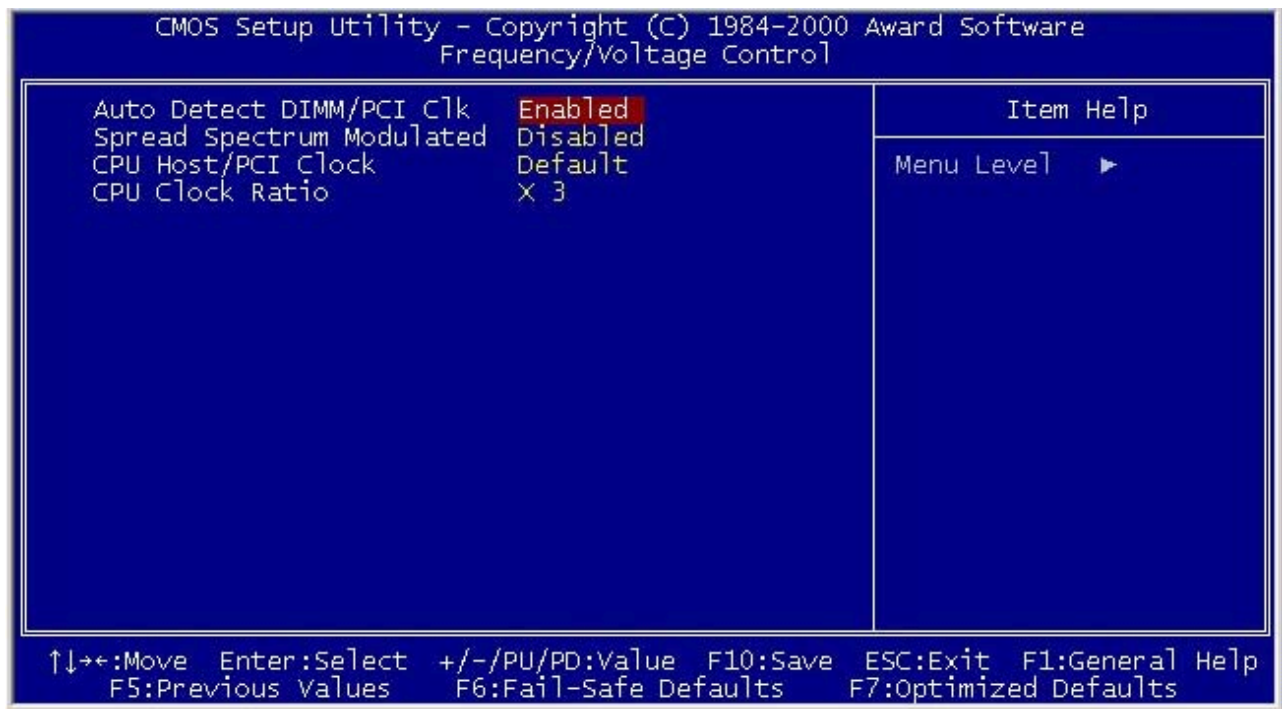 CMOS Setup Utility – Copyright (C) 1984–2000 Award Software
Frequency/Voltage Control
Auto Detect DIMM/PCI Clk Enabled
Spread Spectrum Modulated Disabled
CPU Host/PCI Clock Default
CPU Clock Ratio X 3
Item Help
Menu Level ►
↑↓→←:Move Enter:Select +/-/PU/PD:Value F10:Save ESC:Exit F1:General Help
F5:Previous Values F6:Fail-Safe Defaults F7:Optimized Defaults